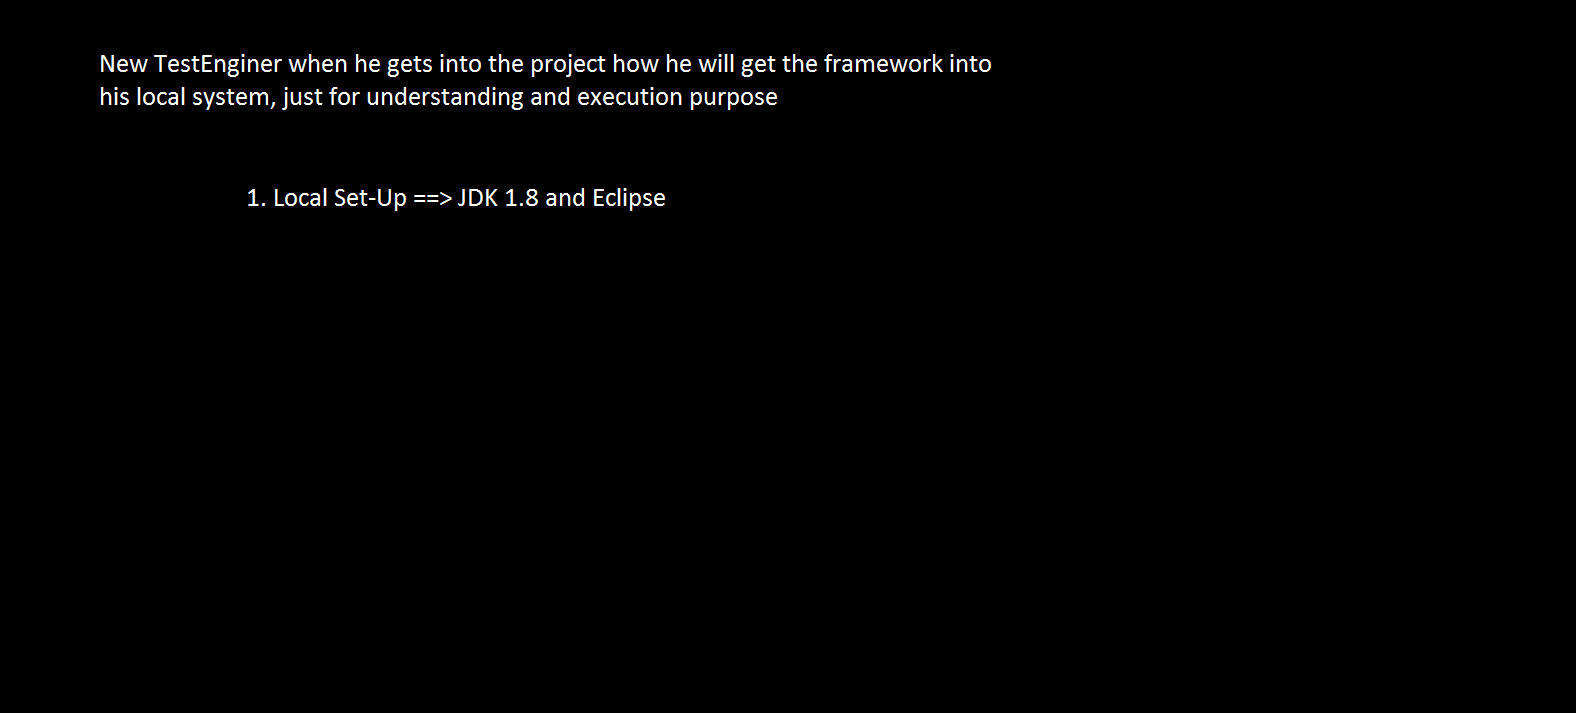 New TestEnginer when he gets into the project how he will get the framework into
his local system, just for understanding and execution purpose
1. Local Set-Up ==> JDK 1.8 and Eclipse